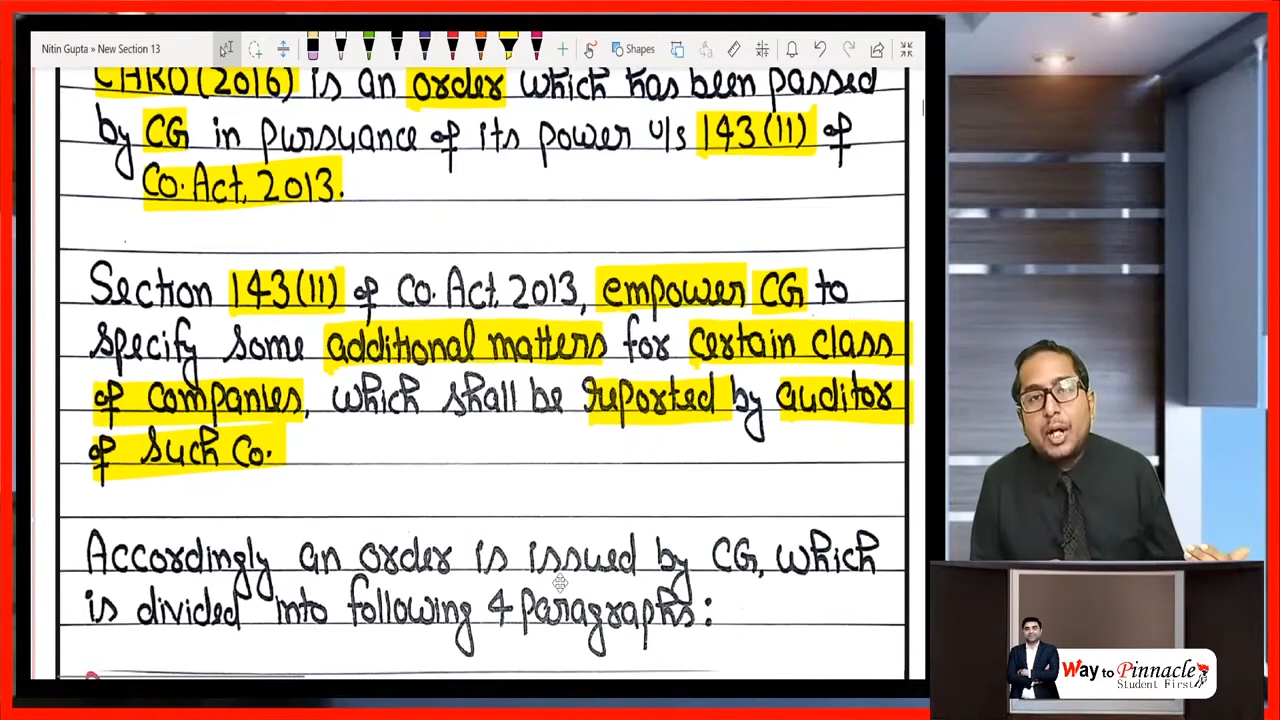 Nitin Gupta » New Section 13
Shapes
CARO (2016) is an order which has been passed
by CG in pursuance of its power u/s 143(11) of
Co. Act, 2013.
Section 143(11) of Co. Act, 2013, empower CG to
specify some additional matters for certain class
of companies, which shall be reported by auditor
of such Co.
Accordingly an order is issued by CG, which
is divided into following 4 paragraphs:
Way to Pinnacle
Student First